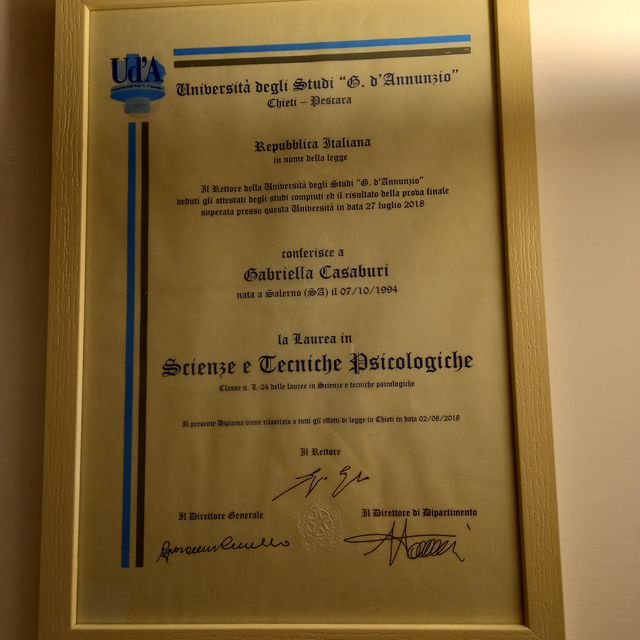 Ud'A
Università degli Studi "G. d'Annunzio"
Chieti – Pescara
Repubblica Italiana
in nome della legge
Il Rettore della Università degli Studi "G. d'Annunzio"
veduti gli attestati degli studi compiuti ed il risultato della prova finale
superata presso questa Università in data 27 luglio 2018
conferisce a
Gabriella Casaburi
nata a Salerno (SA) il 07/10/1994
la Laurea in
Scienze e Tecniche Psicologiche
Classe n. L-24 delle lauree in Scienze e tecniche psicologiche
Il presente Diploma viene rilasciato a tutti gli effetti di legge in Chieti in data 02/08/2018
Il Rettore
Il Direttore Generale
Il Direttore di Dipartimento